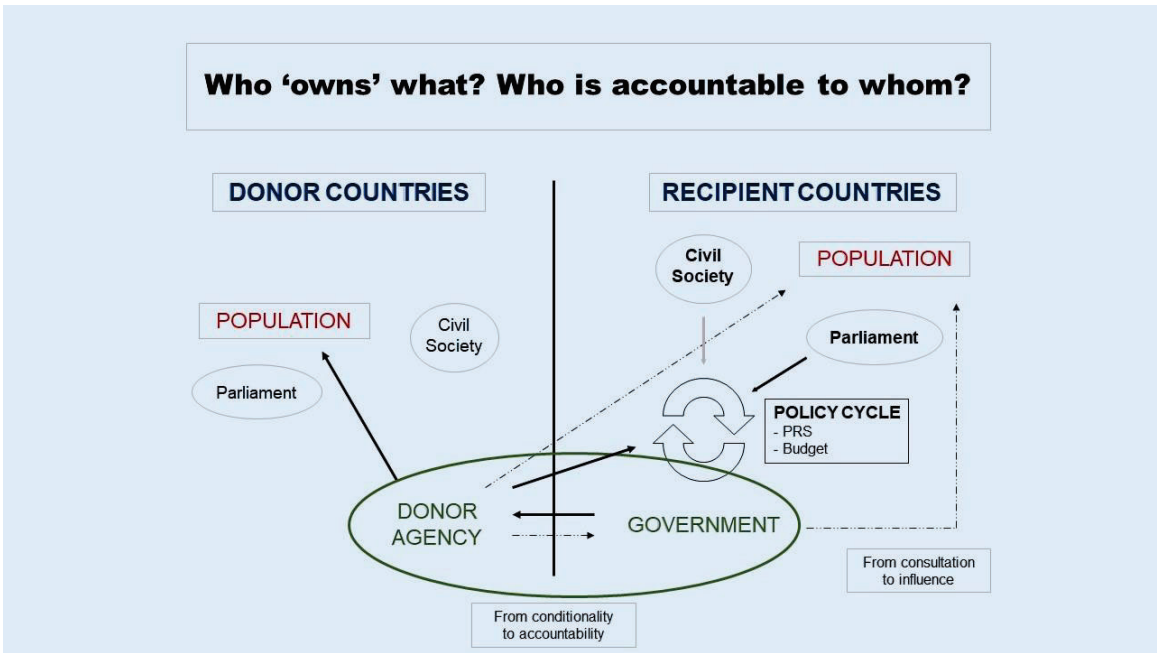 Who ‘owns’ what? Who is accountable to whom?
DONOR COUNTRIES
RECIPIENT COUNTRIES
Civil
Society
POPULATION
POPULATION
Civil
Society
Parliament
Parliament
POLICY CYCLE
- PRS
- Budget
DONOR
AGENCY
GOVERNMENT
From consultation
to influence
From conditionality
to accountability